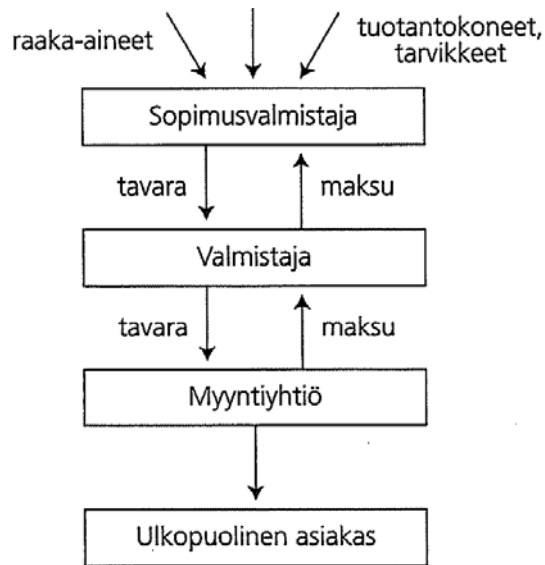 raaka-aineet
tuotantokoneet,
tarvikkeet
Sopimusvalmistaja
tavara
maksu
Valmistaja
tavara
maksu
Myyntiyhtiö
Ulkopuolinen asiakas